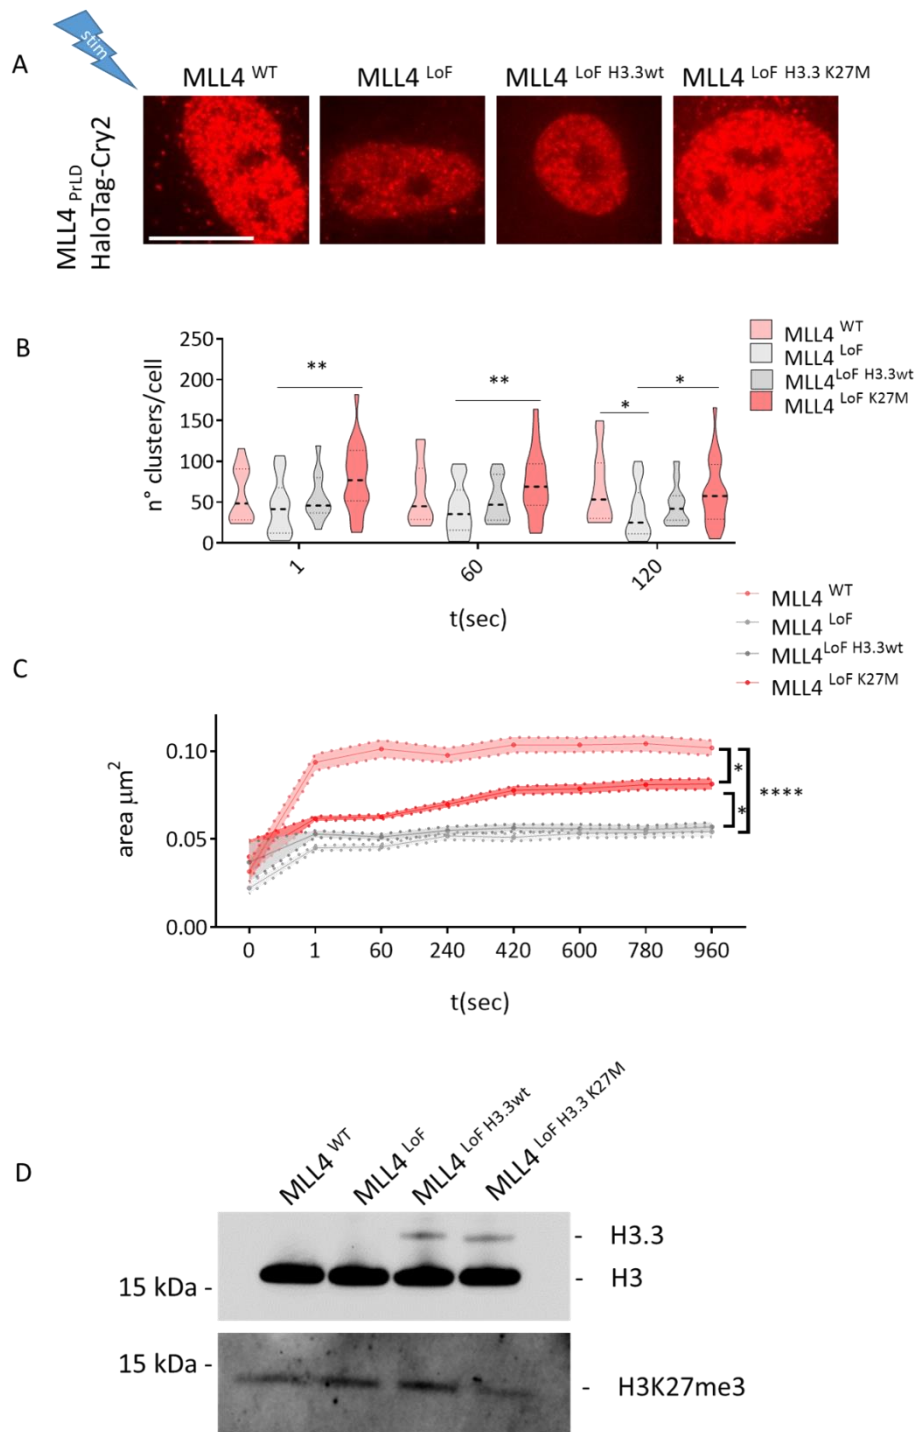 stim
A
MLL4 WT
MLL4 LoF
MLL4 LoF H3.3wt
MLL4 LoF H3.3 K27M
MLL4 PrLD
HaloTag-Cry2
B
n° clusters/cell
250
200
150
100
50
0
**
**
*
*
1
60
120
t(sec)
MLL4 WT
MLL4 LoF
MLL4 LoF H3.3wt
MLL4 LoF K27M
C
MLL4 WT
MLL4 LoF
MLL4 LoF H3.3wt
MLL4 LoF K27M
area μm2
0.10
0.05
0.00
*
*
****
0 1 60 240 420 600 780 960
t(sec)
D
MLL4 WT
MLL4 LoF
MLL4 LoF H3.3wt
MLL4 LoF H3.3 K27M
- H3.3
- H3
15 kDa -
15 kDa -
- H3K27me3